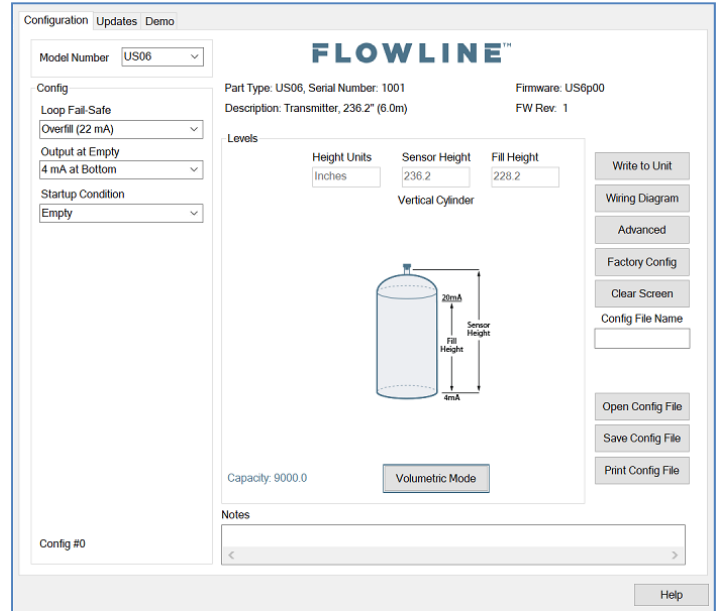 Configuration Updates Demo
Model Number US06
FLOWLINE™
Config
Part Type: US06, Serial Number: 1001 Firmware: US6p00
Description: Transmitter, 236.2" (6.0m) FW Rev: 1
Loop Fail-Safe
Overfill (22 mA)
Output at Empty
4 mA at Bottom
Startup Condition
Empty
Levels
Height Units Sensor Height Fill Height
Inches 236.2 228.2
Vertical Cylinder
20mA
Sensor
Height
Fill
Height
4mA
Capacity: 9000.0 Volumetric Mode
Write to Unit
Wiring Diagram
Advanced
Factory Config
Clear Screen
Config File Name
Open Config File
Save Config File
Print Config File
Notes
Config #0
Help